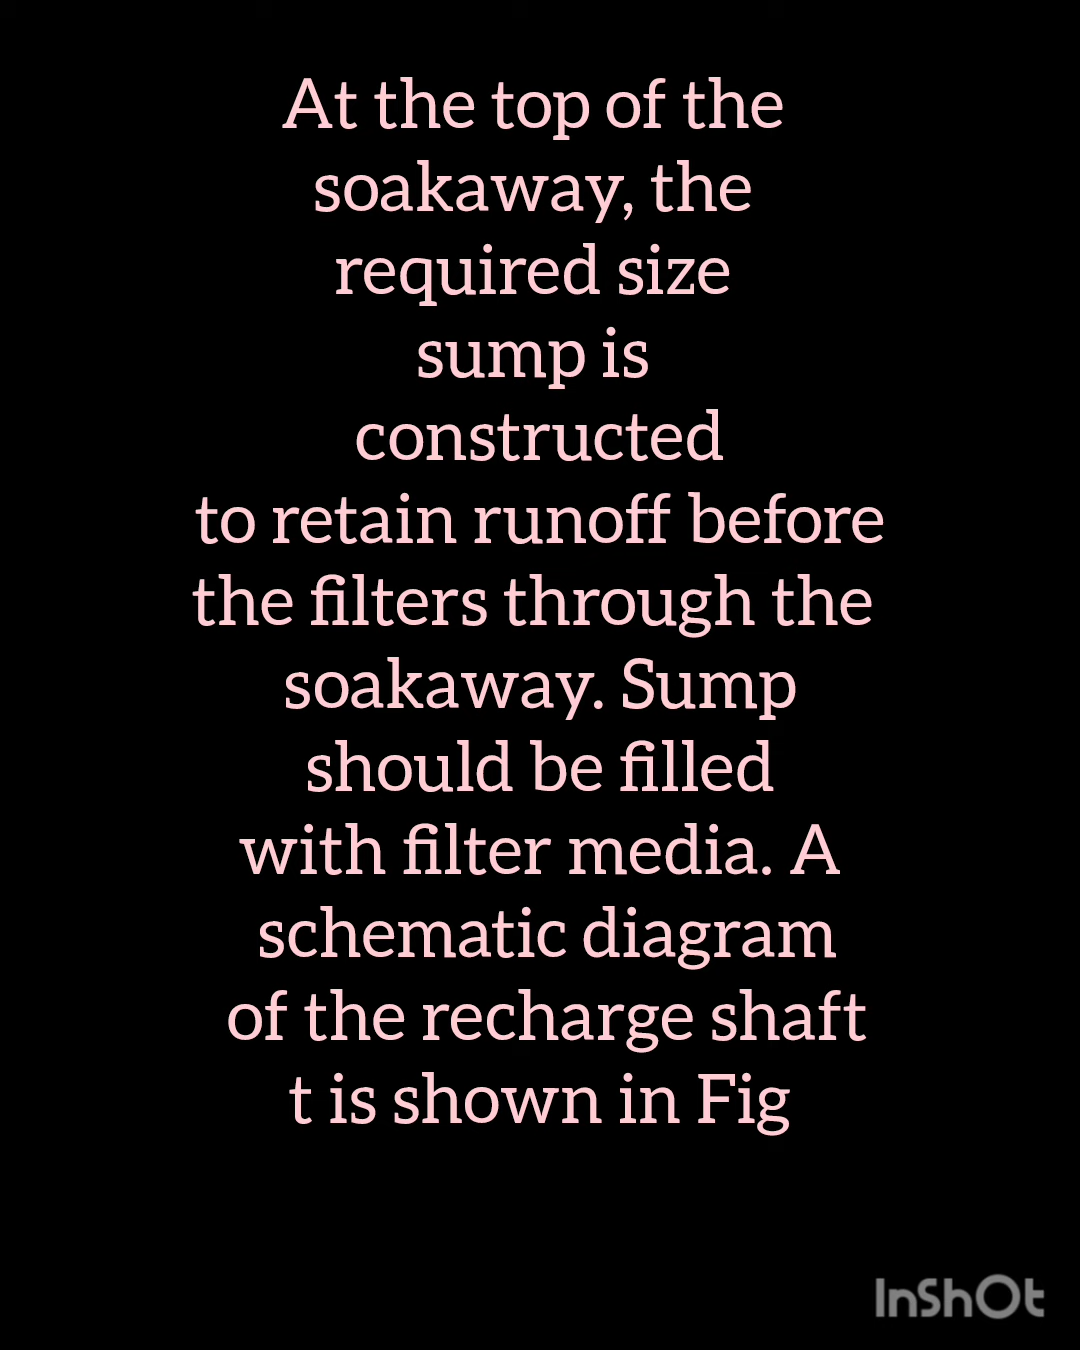 At the top of the
soakaway, the
required size
sump is
constructed
to retain runoff before
the filters through the
soakaway. Sump
should be filled
with filter media. A
schematic diagram
of the recharge shaft
t is shown in Fig
InShOt